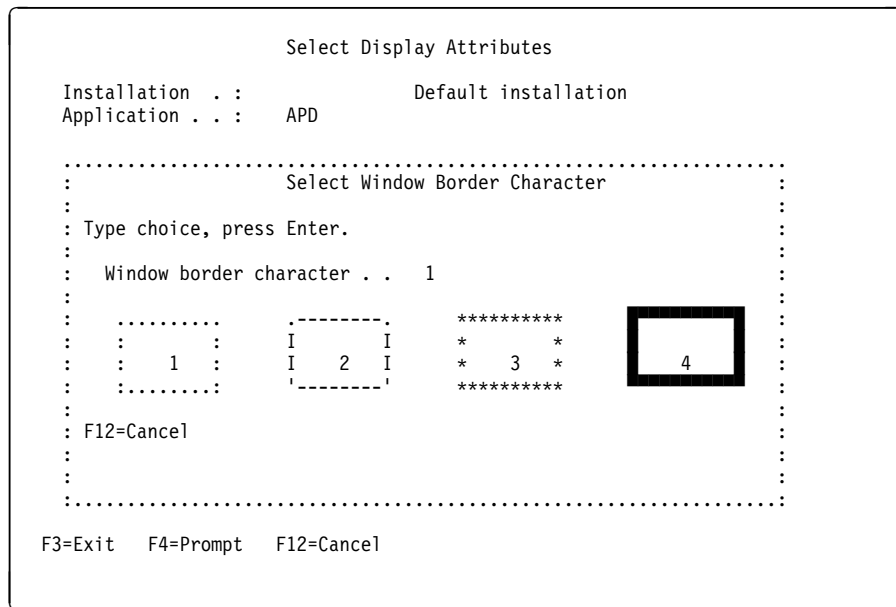 Select Display Attributes
Installation . : Default installation
Application . . : APD
.....................................................................
: Select Window Border Character :
: :
: Type choice, press Enter. :
: :
: Window border character . . 1 :
: :
: .......... .--------. ********** :
: : : I I * * :
: : 1 : I 2 I * 3 * 4 :
: :........: '--------' ********** :
: :
: F12=Cancel :
: :
: :
:...................................................................:
F3=Exit F4=Prompt F12=Cancel